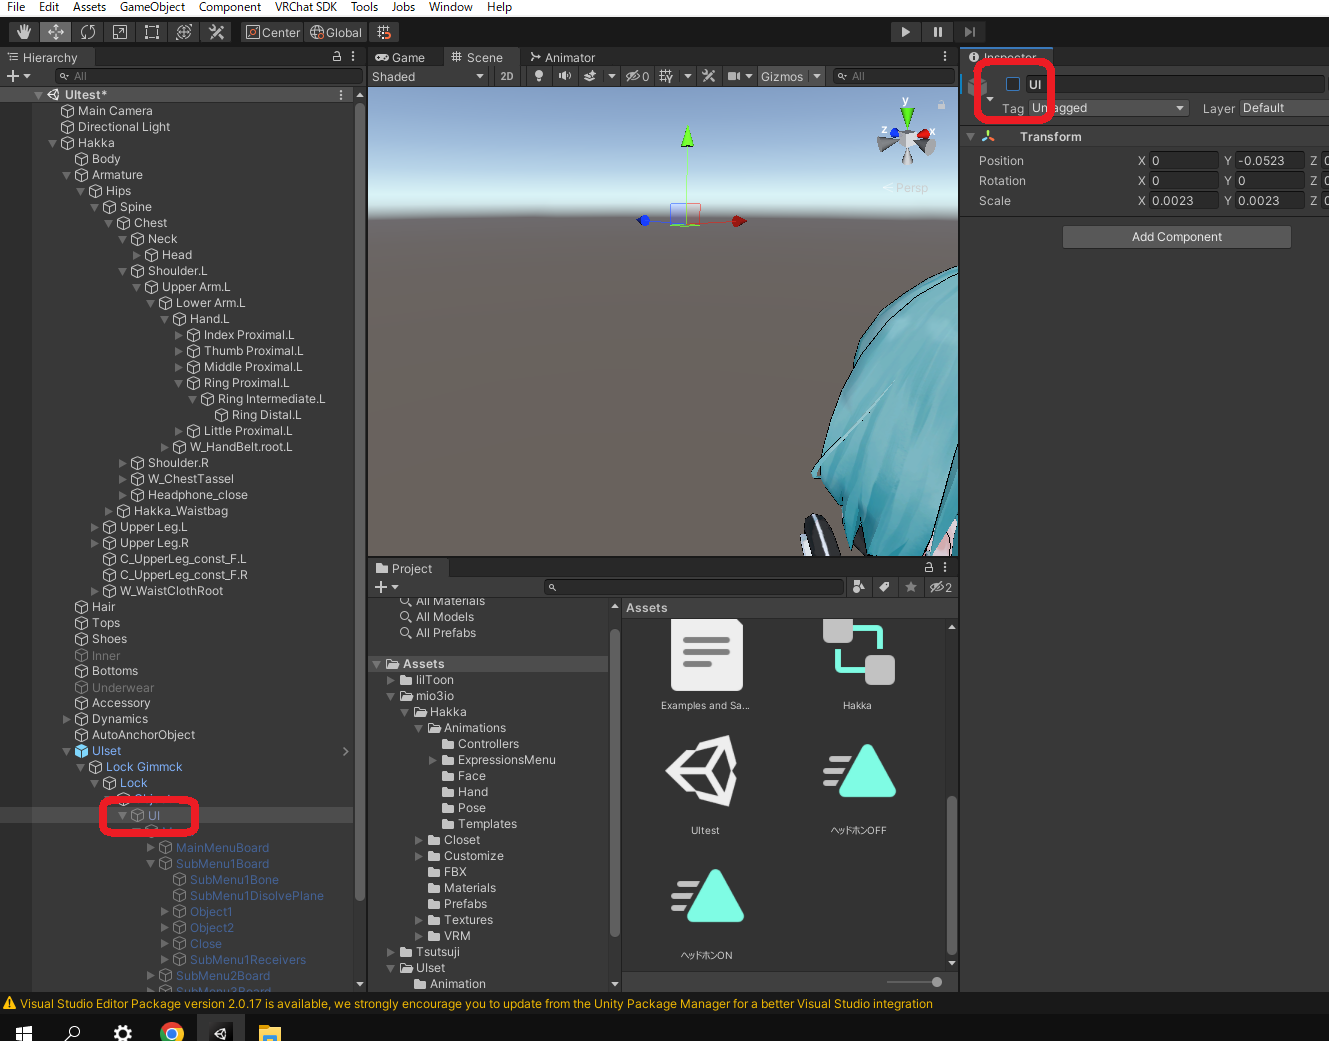 File Edit Assets GameObject Component VRChat SDK Tools Jobs Window Help
Center Global
Hierarchy
All
UItest*
Main Camera
Directional Light
Hakka
Body
Armature
Hips
Spine
Chest
Neck
Head
Shoulder.L
Upper Arm.L
Lower Arm.L
Hand.L
Index Proximal.L
Thumb Proximal.L
Middle Proximal.L
Ring Proximal.L
Ring Intermediate.L
Ring Distal.L
Little Proximal.L
W_HandBelt.root.L
Shoulder.R
W_ChestTassel
Headphone_close
Hakka_Waistbag
Upper Leg.L
Upper Leg.R
C_UpperLeg_const_F.L
C_UpperLeg_const_F.R
W_WaistClothRoot
Hair
Tops
Shoes
Inner
Bottoms
Underwear
Accessory
Dynamics
AutoAnchorObject
UIset
Lock Gimmck
Lock
Object
UI
MainMenuBoard
SubMenu1Board
SubMenu1Bone
SubMenu1DisolvePlane
Object1
Object2
Close
SubMenu1Receivers
SubMenu2Board
SubMenu3Board
Game Scene Animator
Shaded 2D 0 Gizmos All
y
z x
Persp
Project
2
All Materials
All Models
All Prefabs
Assets
lilToon
mio3io
Hakka
Animations
Controllers
ExpressionsMenu
Face
Hand
Pose
Templates
Closet
Customize
FBX
Materials
Prefabs
Textures
VRM
Tsutsuji
UIset
Animation
Assets
Examples and Sa... Hakka
UItest ヘッドホンOFF
ヘッドホンON
Inspector
UI
Tag Untagged Layer Default
Transform
Position X 0 Y -0.0523 Z
Rotation X 0 Y 0 Z
Scale X 0.0023 Y 0.0023 Z
Add Component
Visual Studio Editor Package version 2.0.17 is available, we strongly encourage you to update from the Unity Package Manager for a better Visual Studio integration